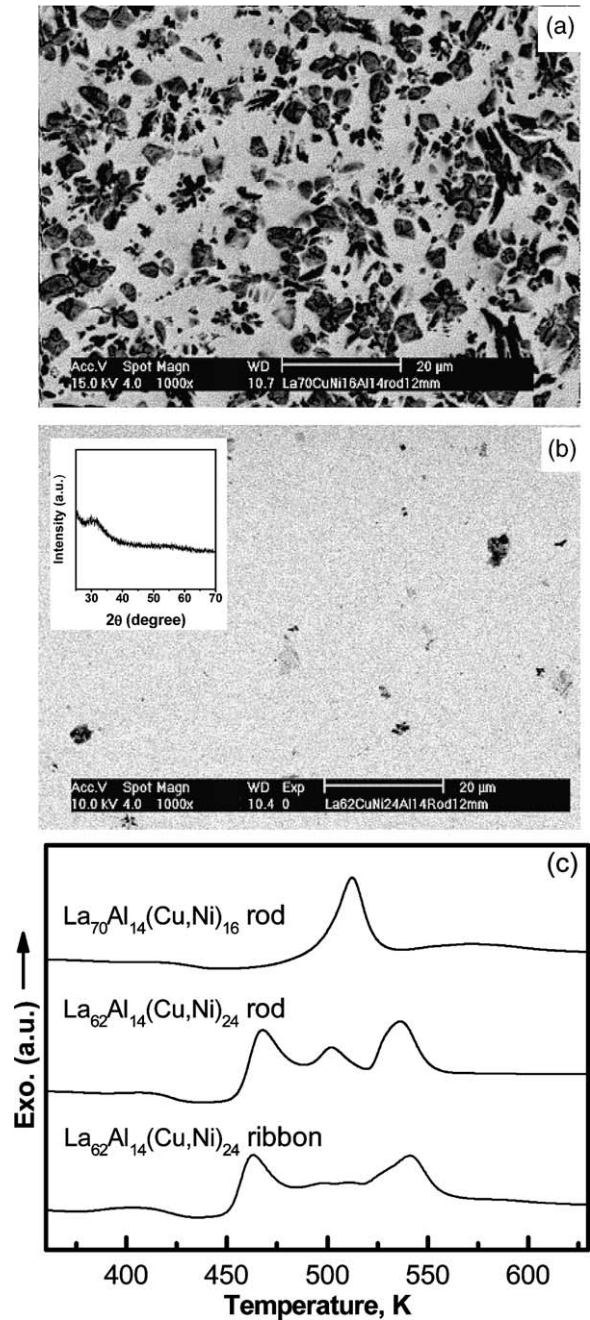 (a)
Acc.V Spot Magn WD 20 μm
15.0 kV 4.0 1000x 10.7 La70CuNi16Al14rod12mm
(b)
Intensity (a.u.)
30 40 50 60 70
2θ (degree)
Acc.V Spot Magn WD Exp 20 μm
10.0 kV 4.0 1000x 10.4 0 La62CuNi24Al14Rod12mm
(c)
La₇₀Al₁₄(Cu,Ni)₁₆ rod
La₆₂Al₁₄(Cu,Ni)₂₄ rod
La₆₂Al₁₄(Cu,Ni)₂₄ ribbon
Exo. (a.u.)
400 450 500 550 600
Temperature, K